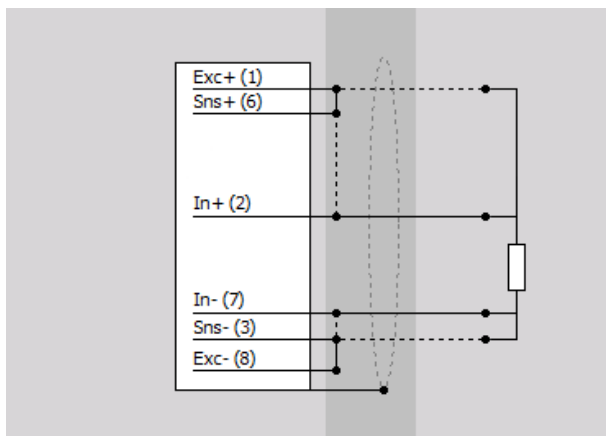 Exc+ (1)
Sns+ (6)
In+ (2)
In- (7)
Sns- (3)
Exc- (8)